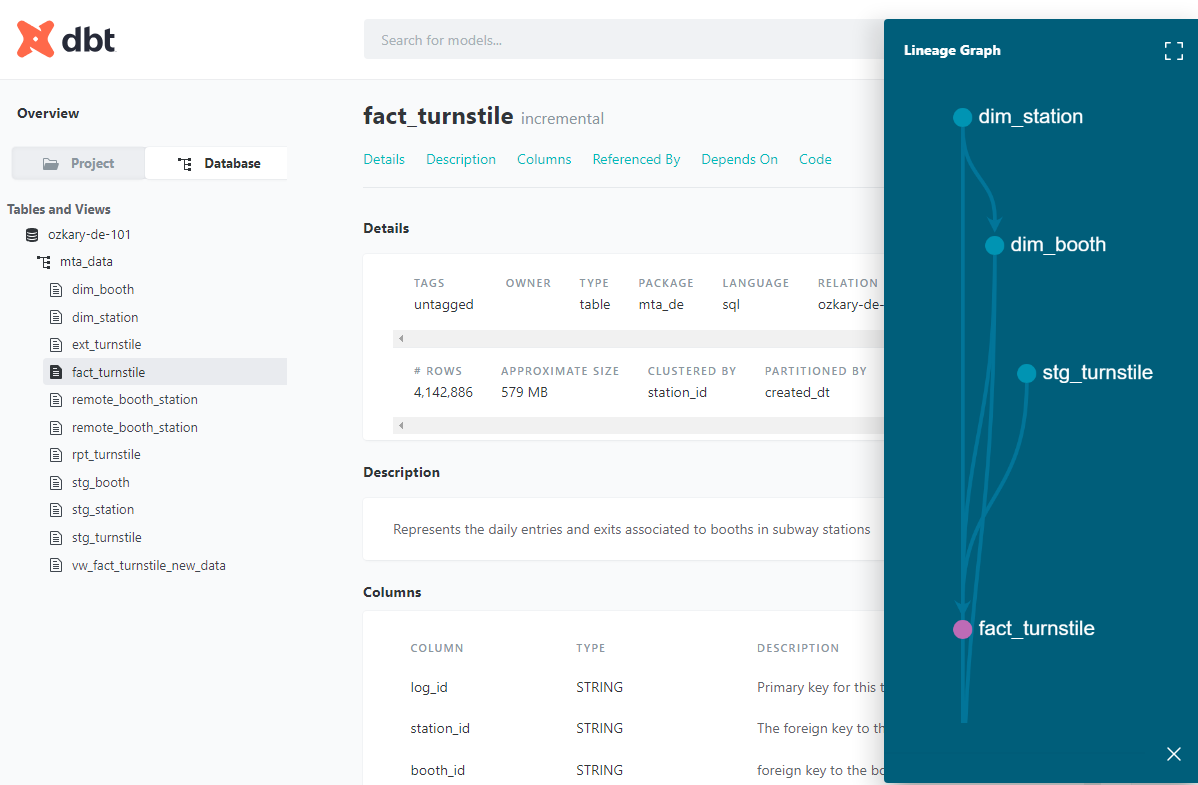 dbt
Search for models...
Overview
Project Database
Tables and Views
ozkary-de-101
mta_data
dim_booth
dim_station
ext_turnstile
fact_turnstile
remote_booth_station
remote_booth_station
rpt_turnstile
stg_booth
stg_station
stg_turnstile
vw_fact_turnstile_new_data
fact_turnstile incremental
Details Description Columns Referenced By Depends On Code
Details
TAGS OWNER TYPE PACKAGE LANGUAGE RELATION
untagged table mta_de sql ozkary-de-
# ROWS APPROXIMATE SIZE CLUSTERED BY PARTITIONED BY
4,142,886 579 MB station_id created_dt
Description
Represents the daily entries and exits associated to booths in subway stations
Columns
COLUMN TYPE DESCRIPTION
log_id STRING Primary key for this
station_id STRING The foreign key to
booth_id STRING foreign key to the
Lineage Graph
dim_station
dim_booth
stg_turnstile
fact_turnstile